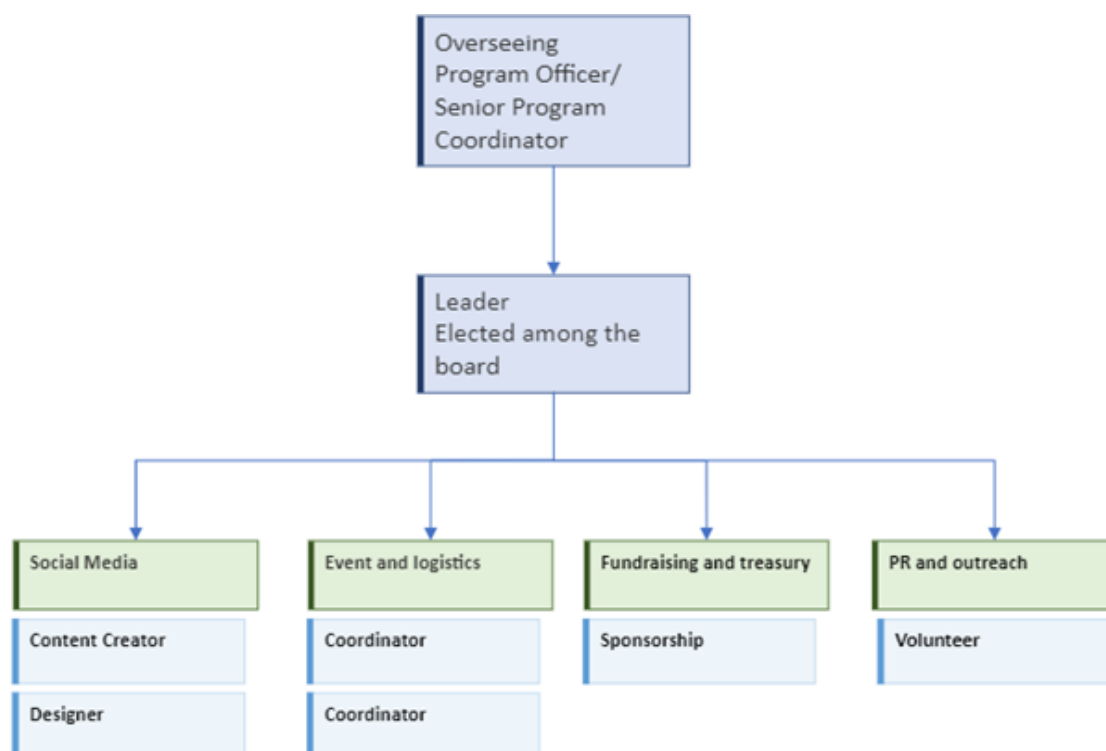 Overseeing
Program Officer/
Senior Program
Coordinator
Leader
Elected among the
board
Social Media
Event and logistics
Fundraising and treasury
PR and outreach
Content Creator
Coordinator
Sponsorship
Volunteer
Designer
Coordinator